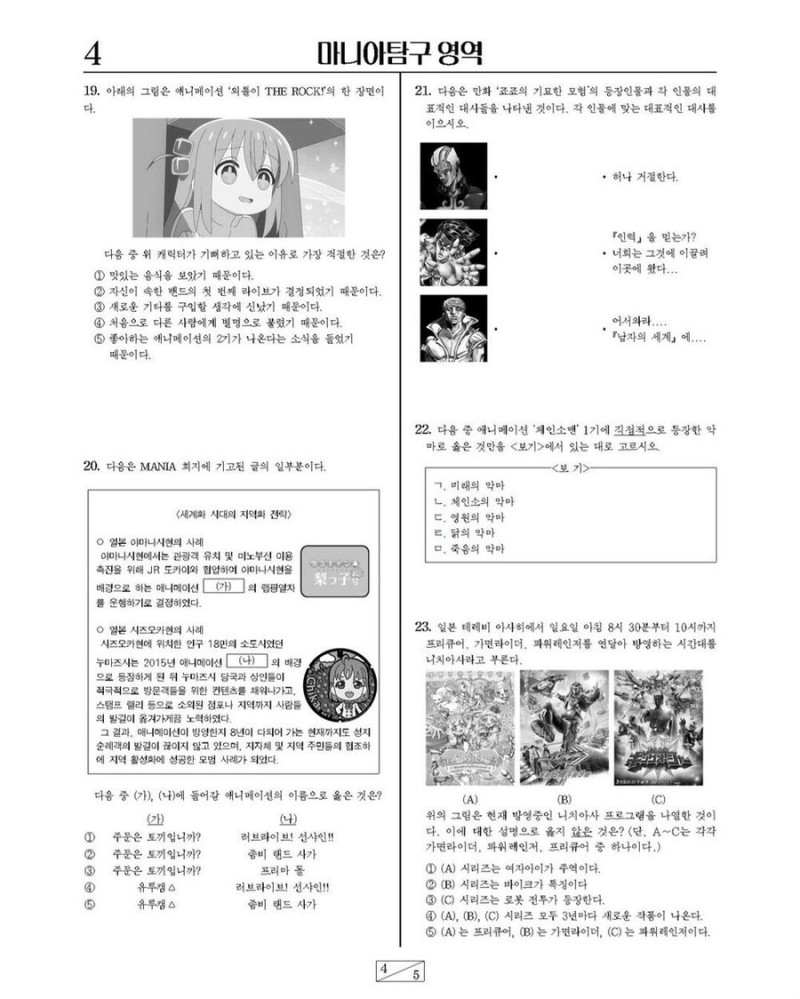 4
마니아탐구 영역
19. 아래의 그림은 애니메이션 '외톨이 THE ROCK!'의 한 장면이
다.
다음 중 위 캐릭터가 기뻐하고 있는 이유로 가장 적절한 것은?
① 맛있는 음식을 보았기 때문이다.
② 자신이 속한 밴드의 첫 번째 라이브가 결정되었기 때문이다.
③ 새로운 기타를 구입할 생각에 신났기 때문이다.
④ 처음으로 다른 사람에게 별명으로 불렸기 때문이다.
⑤ 좋아하는 애니메이션의 2기가 나온다는 소식을 들었기
때문이다.
20. 다음은 MANIA 회지에 기고된 글의 일부분이다.
<세계화 시대의 지역화 전략>
○ 일본 야마나시현의 사례
야마나시현에서는 관광객 유치 및 미노부선 이용
촉진을 위해 JR 도카이와 협업하여 야마나시현을
배경으로 하는 애니메이션 (가) 의 랩핑열차
를 운행하기로 결정하였다.
梨っ子
○ 일본 시즈오카현의 사례
시즈오카현에 위치한 인구 18만의 소도시였던
누마즈시는 2015년 애니메이션 (나) 의 배경
으로 등장하게 된 뒤 누마즈시 당국과 상인들이
적극적으로 방문객들을 위한 컨텐츠를 채워나가고,
스탬프 랠리 등으로 소외된 점포나 지역까지 사람들
의 발길이 옮겨가게끔 노력하였다.
Chika
그 결과, 애니메이션이 방영한지 8년이 다되어 가는 현재까지도 성지
순례객의 발길이 끊이지 않고 있으며, 지자체 및 지역 주민들의 협조하
에 지역 활성화에 성공한 모범 사례가 되었다.
다음 중 (가), (나)에 들어갈 애니메이션의 이름으로 옳은 것은?
(가) (나)
① 주문은 토끼입니까? 러브라이브! 선샤인!!
② 주문은 토끼입니까? 좀비 랜드 사가
③ 주문은 토끼입니까? 프리마 돌
④ 유루캠△ 러브라이브! 선샤인!!
⑤ 유루캠△ 좀비 랜드 사가
21. 다음은 만화 '죠죠의 기묘한 모험'의 등장인물과 각 인물의 대
표적인 대사들을 나타낸 것이다. 각 인물에 맞는 대표적인 대사를
이으시오.
• • 허나 거절한다.
『인력』을 믿는가?
• • 너희는 그것에 이끌려
이곳에 왔다...
어서와라....
• • 『남자의 세계』에....
22. 다음 중 애니메이션 '체인소맨' 1기에 직접적으로 등장한 악
마로 옳은 것만을 <보기>에서 있는 대로 고르시오.
<보 기>
ㄱ. 미래의 악마
ㄴ. 체인소의 악마
ㄷ. 영원의 악마
ㄹ. 닭의 악마
ㅁ. 죽음의 악마
23. 일본 테레비 아사히에서 일요일 아침 8시 30분부터 10시까지
프리큐어, 가면라이더, 파워레인저를 연달아 방영하는 시간대를
니치아사라고 부른다.
(A) (B) (C)
위의 그림은 현재 방영중인 니치아사 프로그램을 나열한 것이
다. 이에 대한 설명으로 옳지 않은 것은? (단, A～C는 각각
가면라이더, 파워레인저, 프리큐어 중 하나이다.)
① (A) 시리즈는 여자아이가 주역이다.
② (B) 시리즈는 바이크가 특징이다
③ (C) 시리즈는 로봇 전투가 등장한다.
④ (A), (B), (C) 시리즈 모두 3년마다 새로운 작품이 나온다.
⑤ (A)는 프리큐어, (B)는 가면라이더, (C)는 파워레인저이다.
4
5